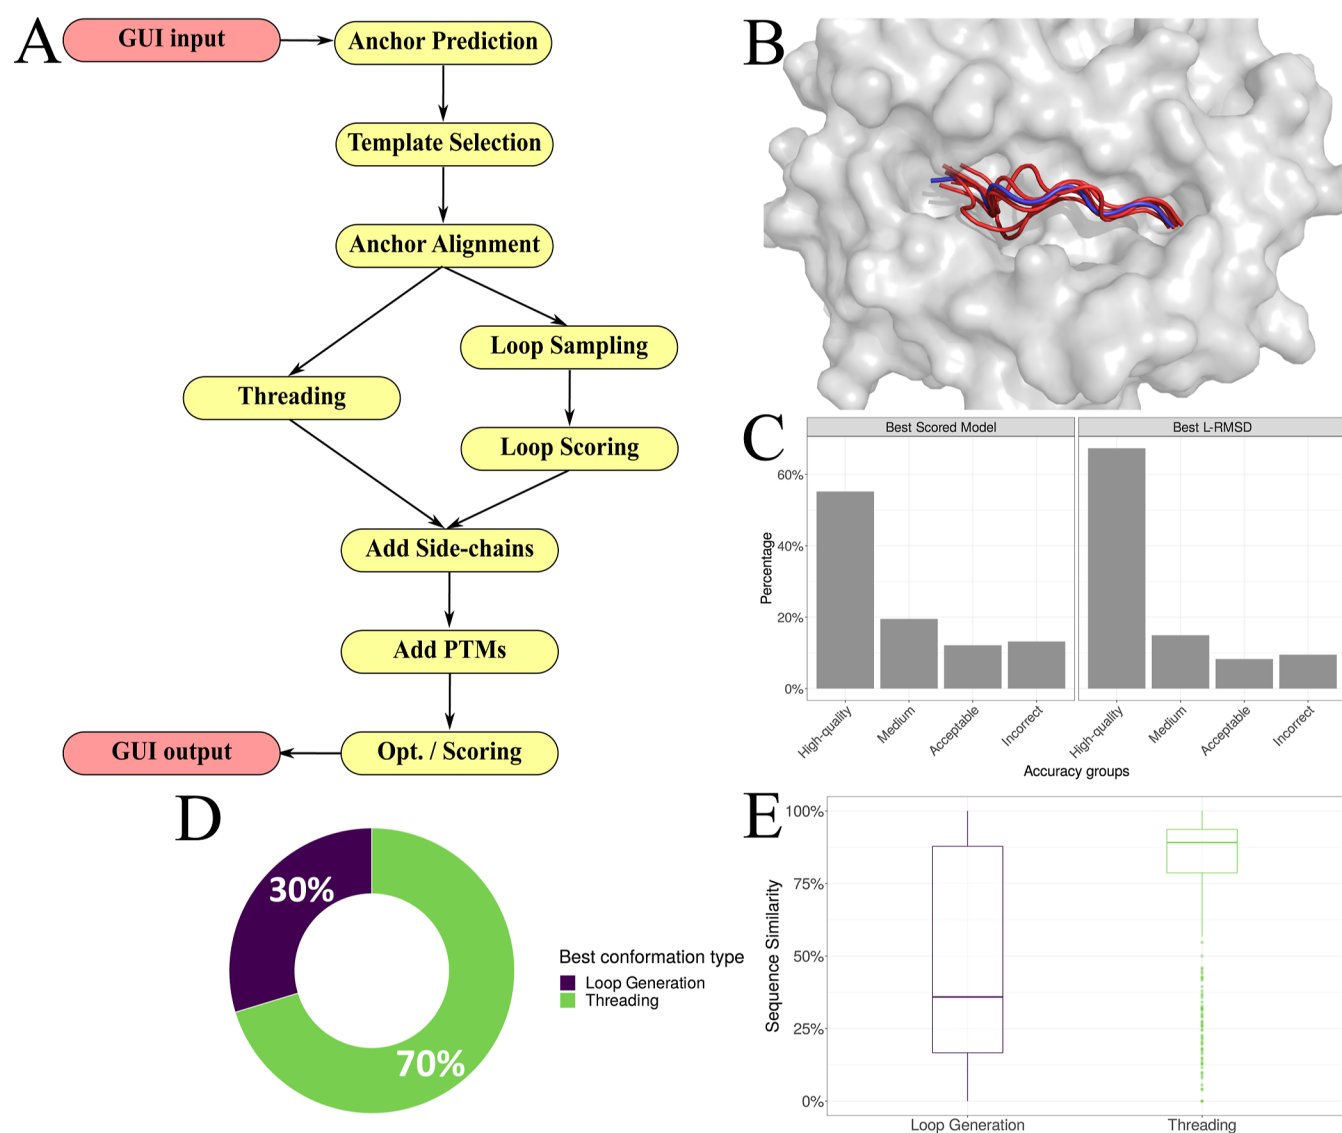 A
GUI input
Anchor Prediction
Template Selection
Anchor Alignment
Loop Sampling
Threading
Loop Scoring
Add Side-chains
Add PTMs
GUI output
Opt. / Scoring
B
C
Best Scored Model
Best L-RMSD
Percentage
60%
40%
20%
0%
High-quality
Medium
Acceptable
Incorrect
High-quality
Medium
Acceptable
Incorrect
Accuracy groups
D
30%
70%
Best conformation type
Loop Generation
Threading
E
Sequence Similarity
100%
75%
50%
25%
0%
Loop Generation
Threading